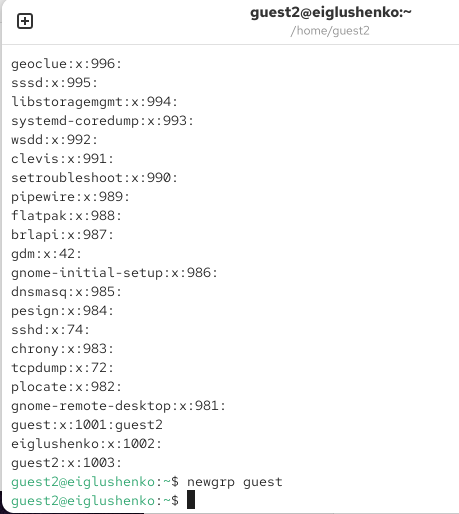 guest2@eiglushenko:~
/home/guest2
geoclue:x:996:
sssd:x:995:
libstoragemgmt:x:994:
systemd-coredump:x:993:
wsdd:x:992:
clevis:x:991:
setroubleshoot:x:990:
pipewire:x:989:
flatpak:x:988:
brlapi:x:987:
gdm:x:42:
gnome-initial-setup:x:986:
dnsmasq:x:985:
pesign:x:984:
sshd:x:74:
chrony:x:983:
tcpdump:x:72:
plocate:x:982:
gnome-remote-desktop:x:981:
guest:x:1001:guest2
eiglushenko:x:1002:
guest2:x:1003:
guest2@eiglushenko:~$ newgrp guest
guest2@eiglushenko:~$